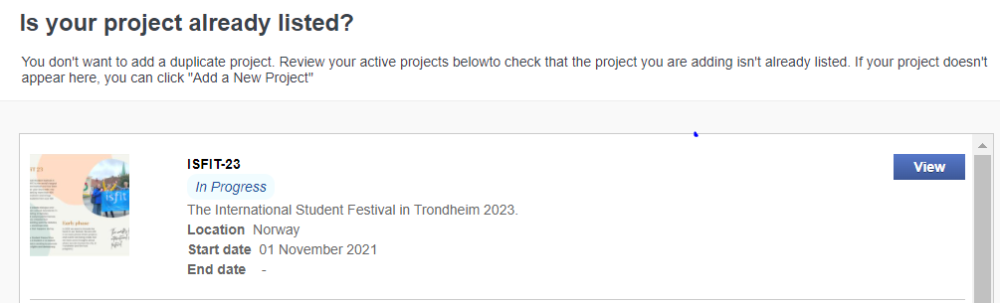 Is your project already listed?
You don't want to add a duplicate project. Review your active projects belowto check that the project you are adding isn't already listed. If your project doesn't
appear here, you can click "Add a New Project"
ISFIT-23
View
In Progress
The International Student Festival in Trondheim 2023.
Location Norway
Start date 01 November 2021
End date -
isfit
Early phase